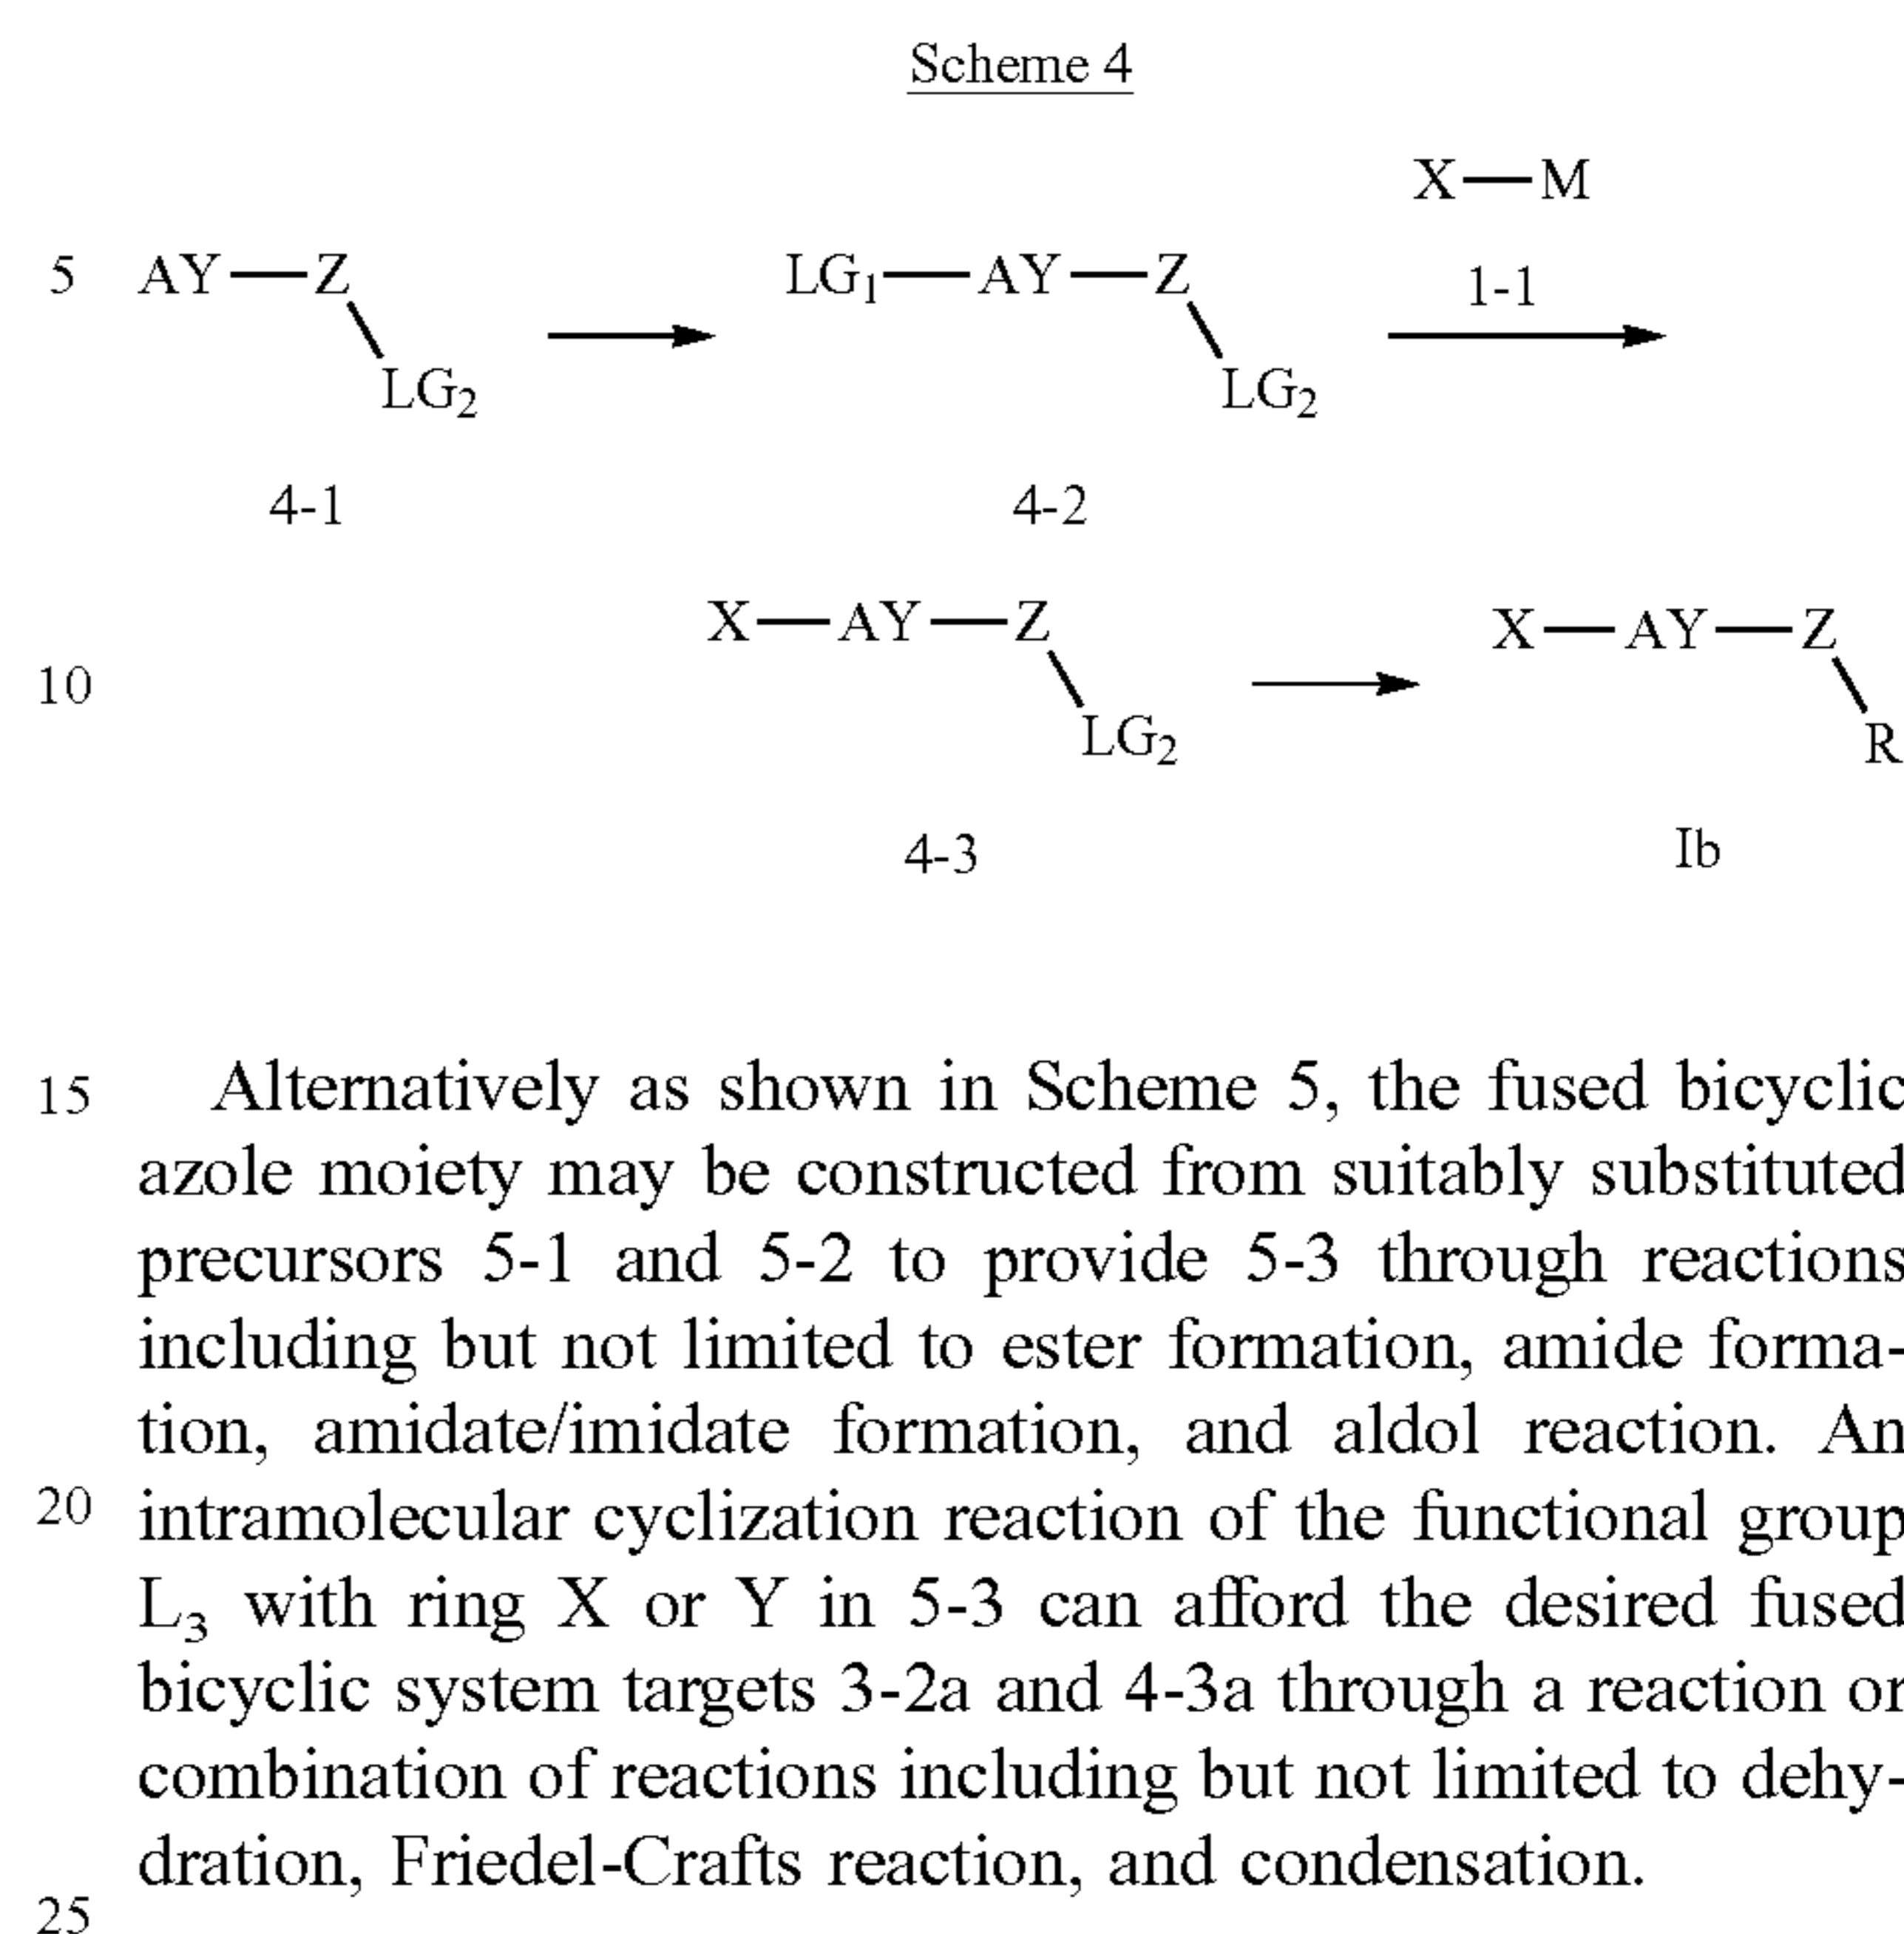 Scheme 4
X—M
5 AY—Z LG₁—AY—Z 1-1
LG₂ LG₂
4-1 4-2
X—AY—Z X—AY—Z
10
LG₂ R
4-3 Ib
15 Alternatively as shown in Scheme 5, the fused bicyclic
azole moiety may be constructed from suitably substituted
precursors 5-1 and 5-2 to provide 5-3 through reactions
including but not limited to ester formation, amide forma-
tion, amidate/imidate formation, and aldol reaction. An
20 intramolecular cyclization reaction of the functional group
L₃ with ring X or Y in 5-3 can afford the desired fused
bicyclic system targets 3-2a and 4-3a through a reaction or
combination of reactions including but not limited to dehy-
dration, Friedel-Crafts reaction, and condensation.
25